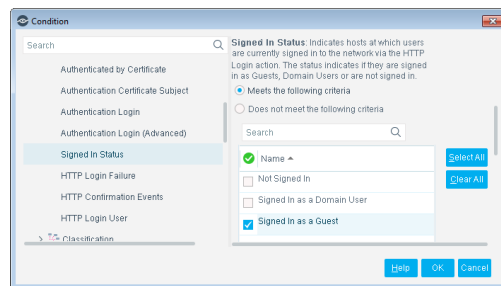 Condition
Search
Authenticated by Certificate
Authentication Certificate Subject
Authentication Login
Authentication Login (Advanced)
Signed In Status
HTTP Login Failure
HTTP Confirmation Events
HTTP Login User
Classification
Signed In Status: Indicates hosts at which users
are currently signed in to the network via the HTTP
Login action. The status indicates if they are signed
in as Guests, Domain Users or are not signed in.
Meets the following criteria
Does not meet the following criteria
Search
Name
Not Signed In
Signed In as a Domain User
Signed In as a Guest
Select All
Clear All
Help
OK
Cancel